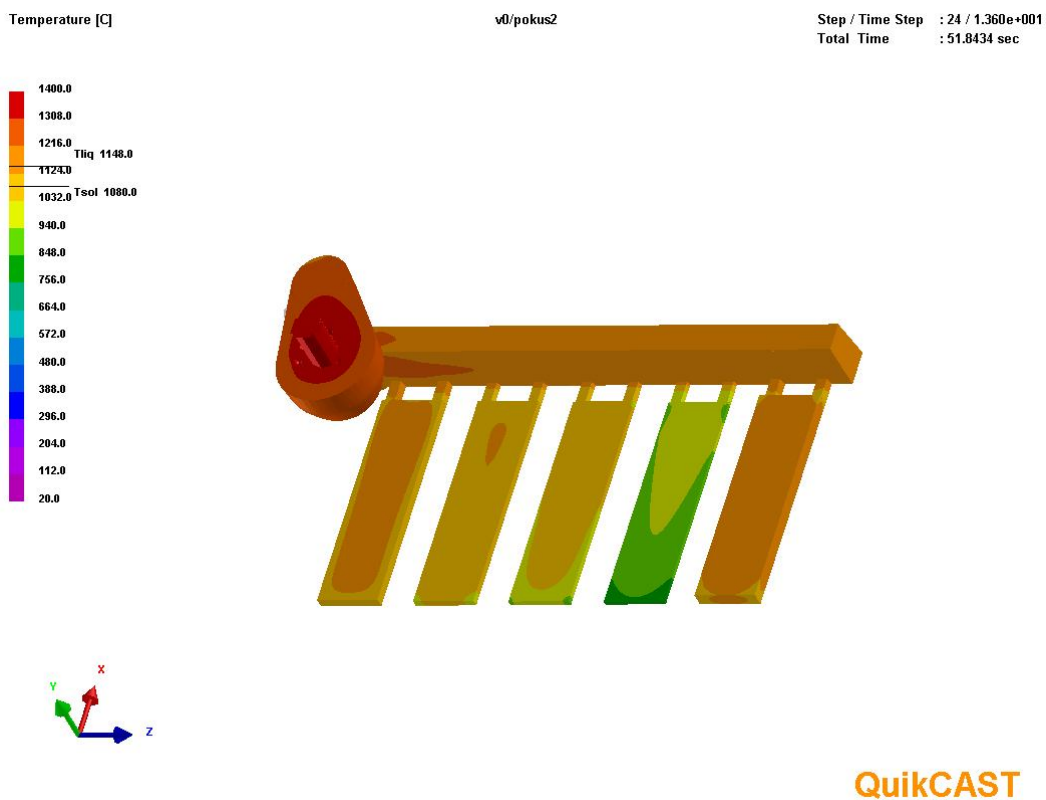 Temperature [C]
v0/pokus2
Step / Time Step : 24 / 1.360e+001
Total Time : 51.8434 sec
1400.0
1308.0
1216.0
Tliq 1148.0
1124.0
Tsol 1080.0
1032.0
940.0
848.0
756.0
664.0
572.0
480.0
388.0
296.0
204.0
112.0
20.0
X
Y
Z
QuikCAST